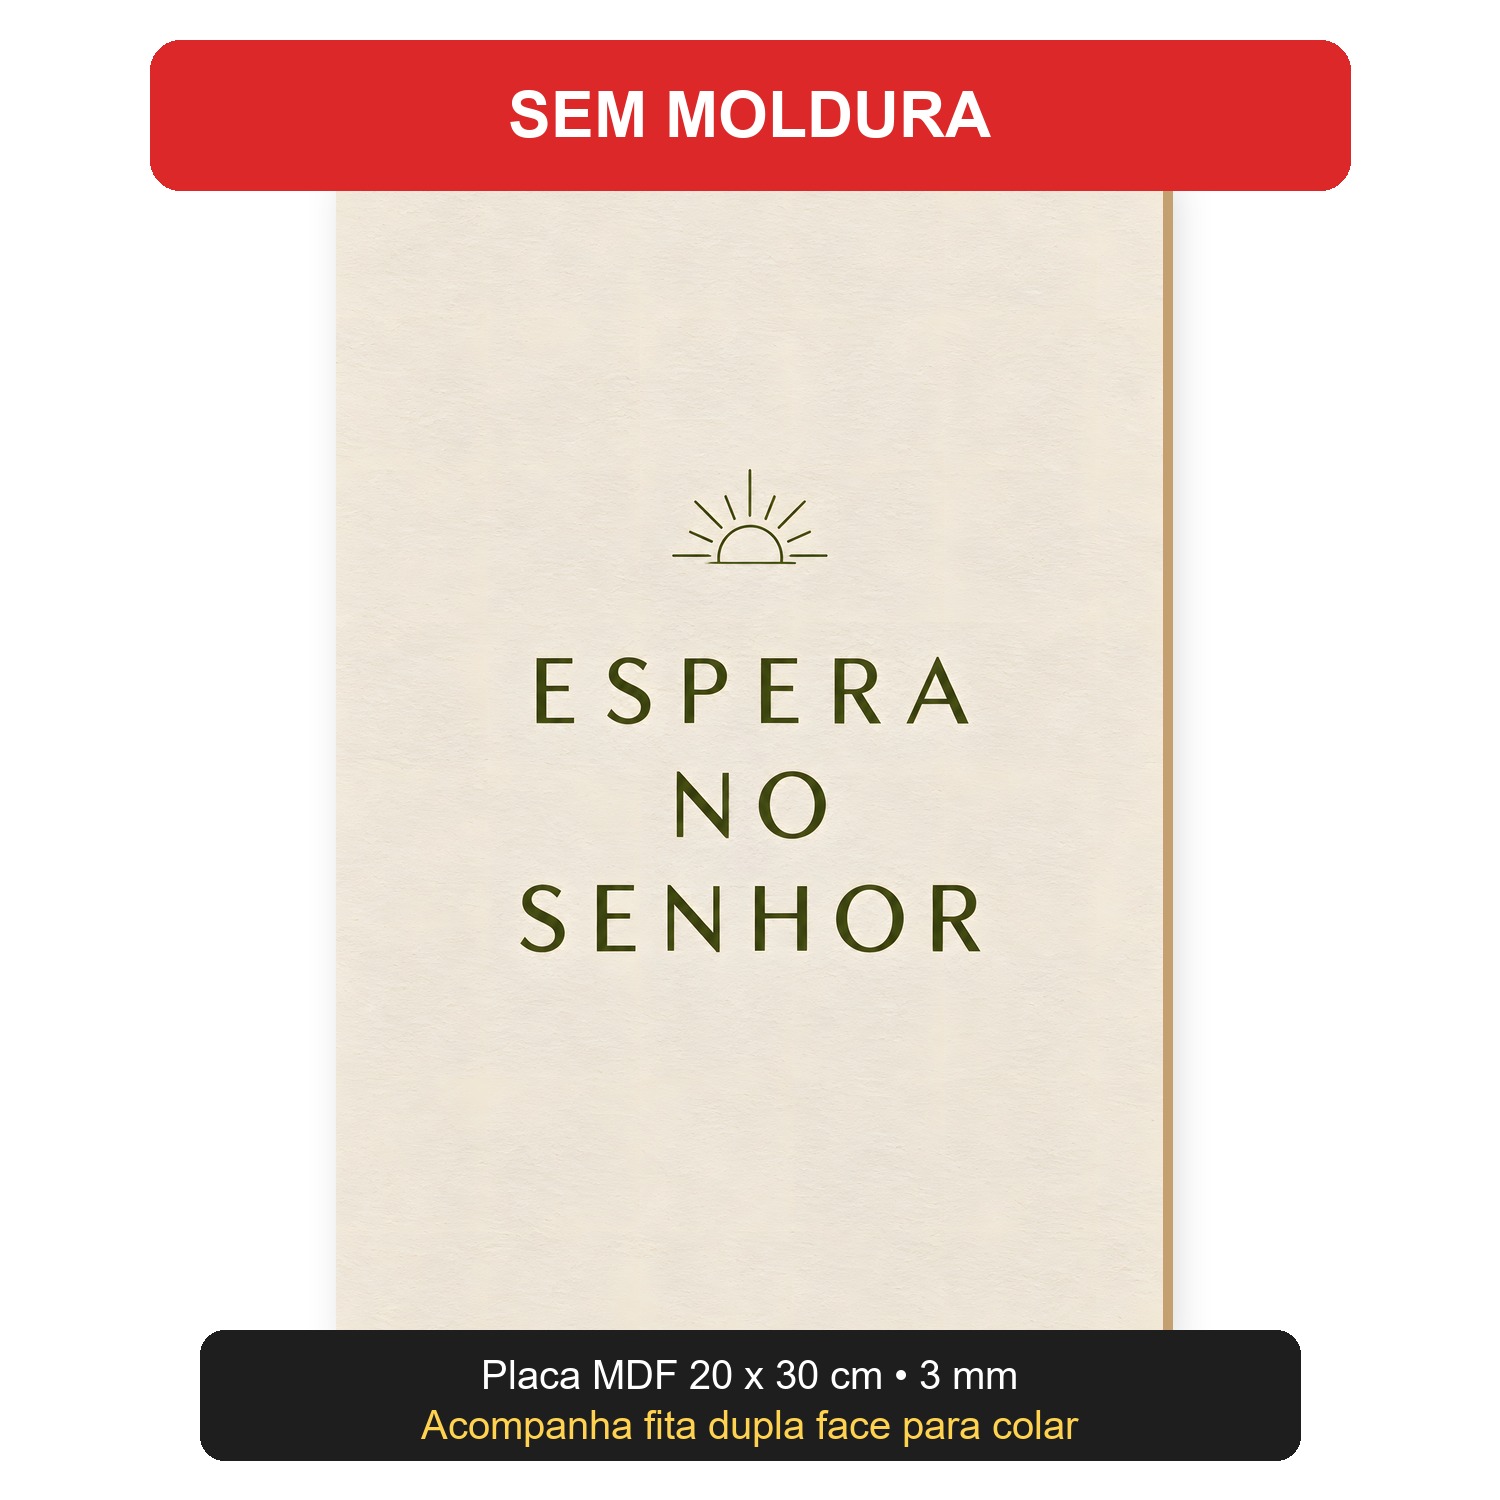 SEM MOLDURA
ESPERA
NO
SENHOR
Placa MDF 20 x 30 cm • 3 mm
Acompanha fita dupla face para colar